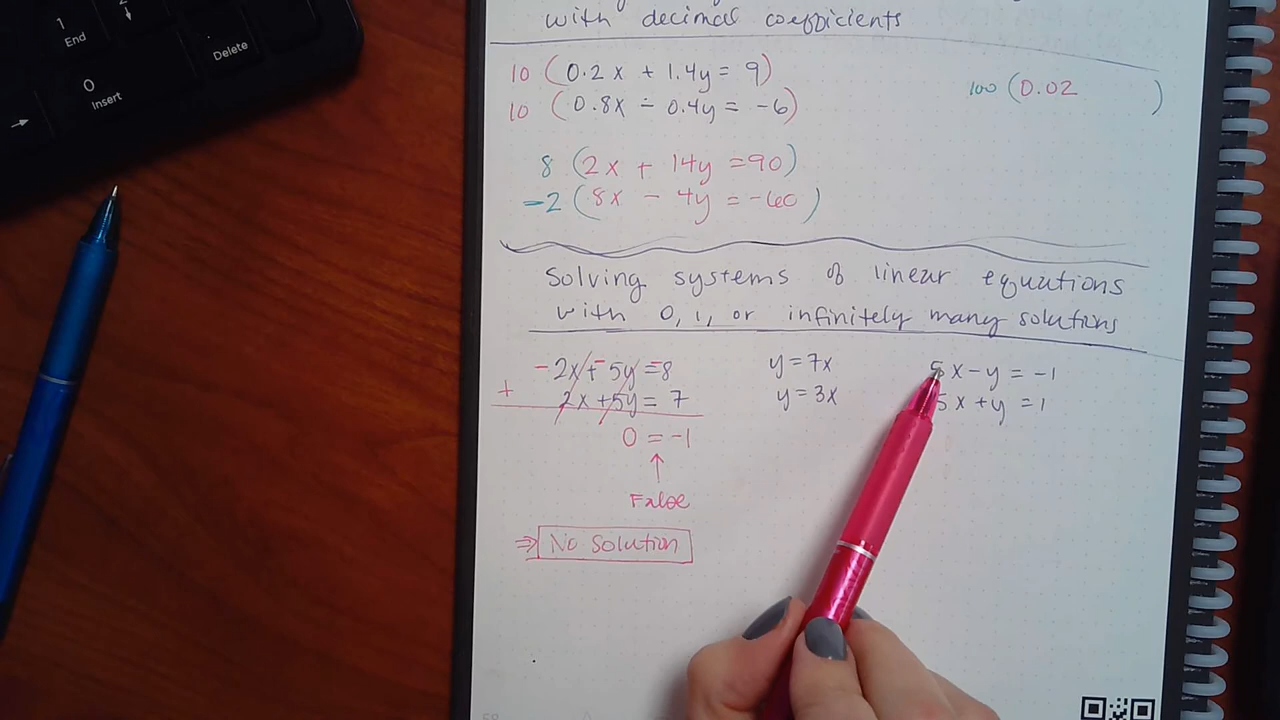 1
End
2
Delete
0
Insert
with decimal coefficients
10 (0.2x + 1.4y = 9)
10 (0.8x - 0.4y = -6)
100 (0.02 )
8 (2x + 14y = 90)
-2 (8x - 4y = -60)
Solving systems of linear equations
with 0, 1, or infinitely many solutions
-2x + -5y = -8
+ 2x + 5y = 7
0 = -1
↑
False
⇒ No solution
y = 7x
y = 3x
5x - y = -1
5x + y = 1